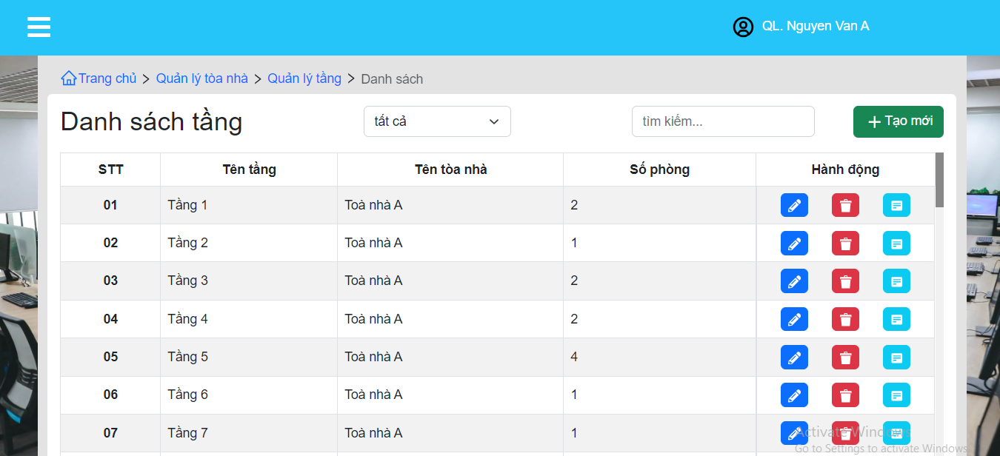 QL. Nguyen Van A
Trang chủ > Quản lý tòa nhà > Quản lý tầng > Danh sách
Danh sách tầng tất cả tìm kiếm... + Tạo mới
STT Tên tầng Tên tòa nhà Số phòng Hành động
01 Tầng 1 Toà nhà A 2
02 Tầng 2 Toà nhà A 1
03 Tầng 3 Toà nhà A 2
04 Tầng 4 Toà nhà A 2
05 Tầng 5 Toà nhà A 4
06 Tầng 6 Toà nhà A 1
07 Tầng 7 Toà nhà A 1
Activate Windows
Go to Settings to activate Windows